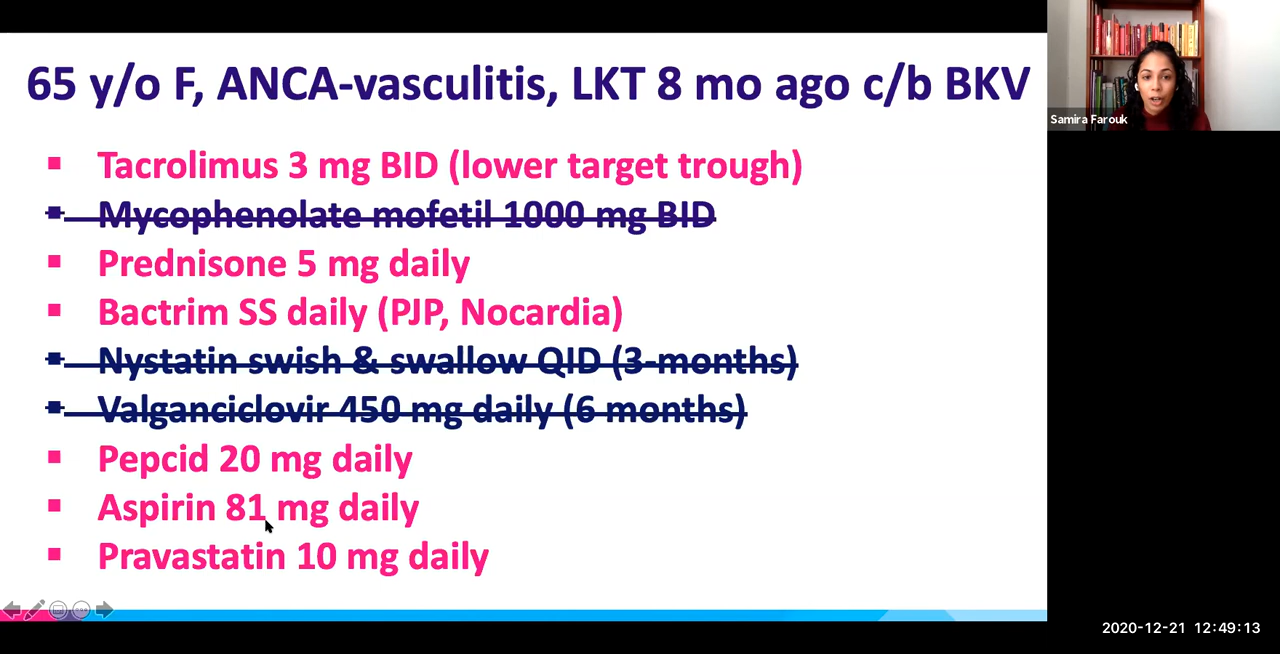 65 y/o F, ANCA-vasculitis, LKT 8 mo ago c/b BKV
Samira Farouk
Tacrolimus 3 mg BID (lower target trough)
Mycophenolate mofetil 1000 mg BID
Prednisone 5 mg daily
Bactrim SS daily (PJP, Nocardia)
Nystatin swish & swallow QID (3-months)
Valganciclovir 450 mg daily (6 months)
Pepcid 20 mg daily
Aspirin 81 mg daily
Pravastatin 10 mg daily
2020-12-21 12:49:13